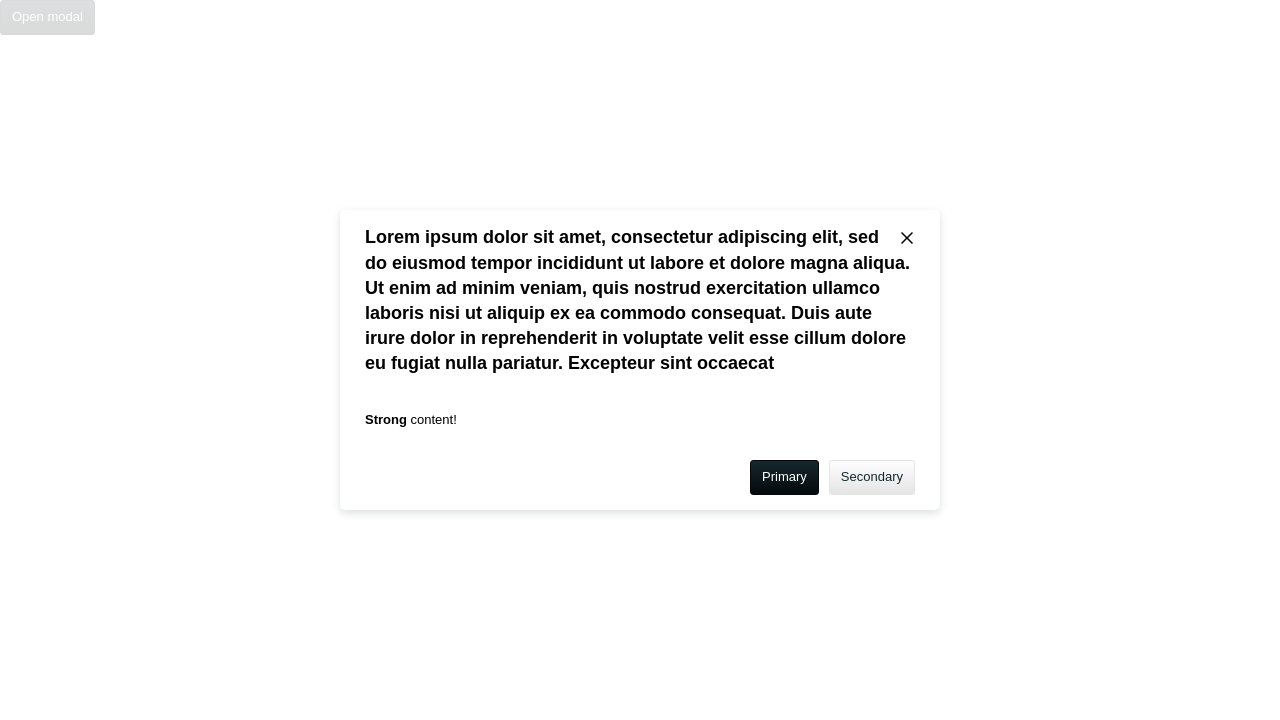 Open modal
Lorem ipsum dolor sit amet, consectetur adipiscing elit, sed
do eiusmod tempor incididunt ut labore et dolore magna aliqua.
Ut enim ad minim veniam, quis nostrud exercitation ullamco
laboris nisi ut aliquip ex ea commodo consequat. Duis aute
irure dolor in reprehenderit in voluptate velit esse cillum dolore
eu fugiat nulla pariatur. Excepteur sint occaecat
Strong content!
Primary Secondary